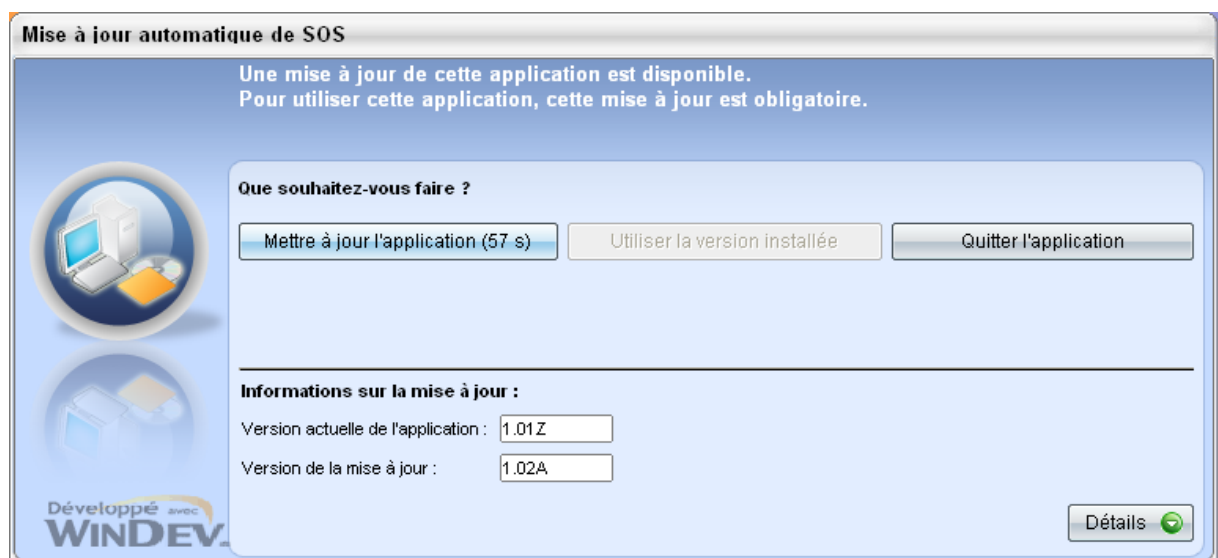 Mise à jour automatique de SOS
Une mise à jour de cette application est disponible.
Pour utiliser cette application, cette mise à jour est obligatoire.
Que souhaitez-vous faire ?
Mettre à jour l'application (57 s)
Utiliser la version installée
Quitter l'application
Informations sur la mise à jour :
Version actuelle de l'application : 1.01Z
Version de la mise à jour : 1.02A
Développé avec
WINDEV
Détails